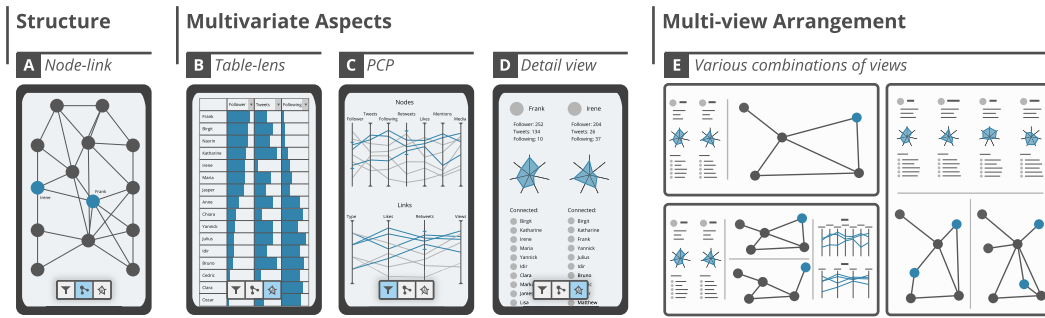 Structure
Multivariate Aspects
Multi-view Arrangement
A Node-link
B Table-lens
C PCP
D Detail view
E Various combinations of views
Irene
Frank
Follower
Tweets
Following
Frank
Birgit
Nasrin
Katharine
Irene
Maria
Jasper
Anne
Chiara
Yannick
Julius
Idir
Bruno
Cedric
Clara
Oscar
Nodes
Tweets Retweets Mentions
Follower Following Likes Media
Links
Type Likes Retweets Views
Frank
Follower: 252
Tweets: 134
Following: 10
Connected:
Birgit
Katharine
Irene
Maria
Yannick
Idir
Clara
Lisa
Irene
Follower: 204
Tweets: 26
Following: 37
Connected:
Birgit
Katharine
Frank
Yannick
Julius
Idir
Bruno
Matthew